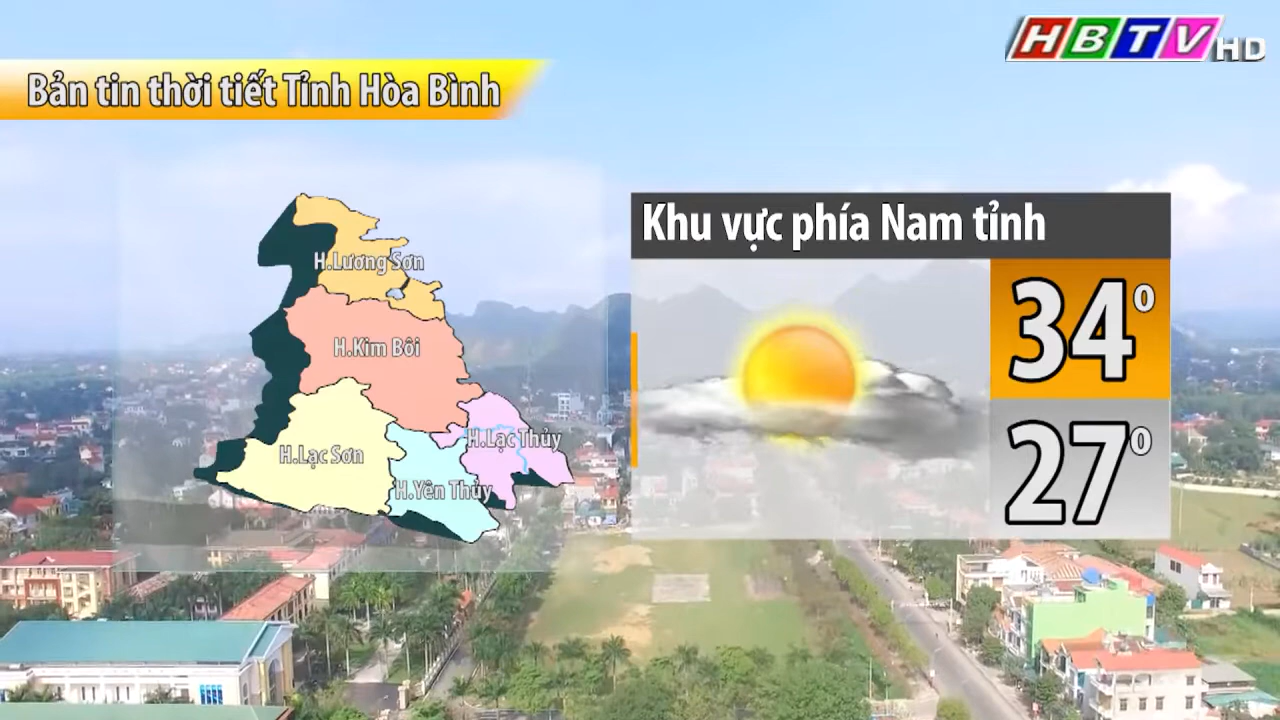 HBTV HD
Bản tin thời tiết Tỉnh Hòa Bình
Khu vực phía Nam tỉnh
34°
27°
H.Lương Sơn
H.Kim Bôi
H.Lạc Thủy
H.Lạc Sơn
H.Yên Thủy